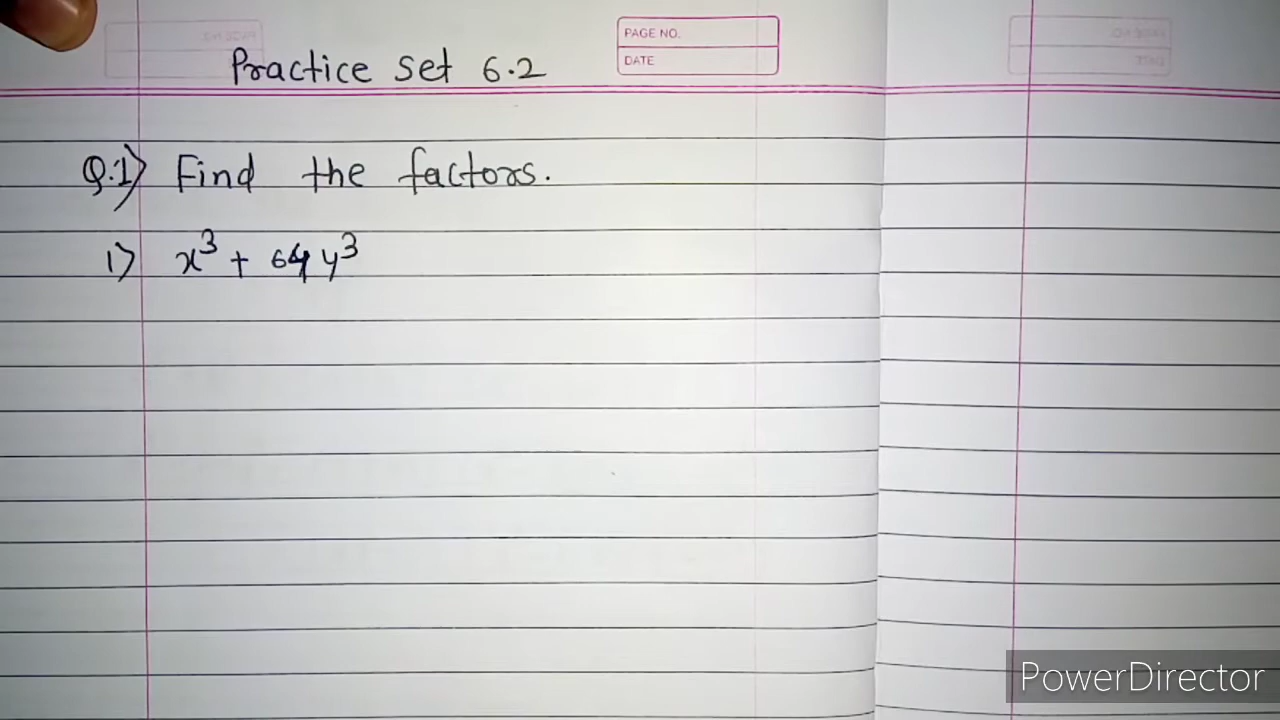 PAGE NO.
DATE
Practice set 6.2
Q.1) Find the factors.
1) x³ + 64y³
PowerDirector